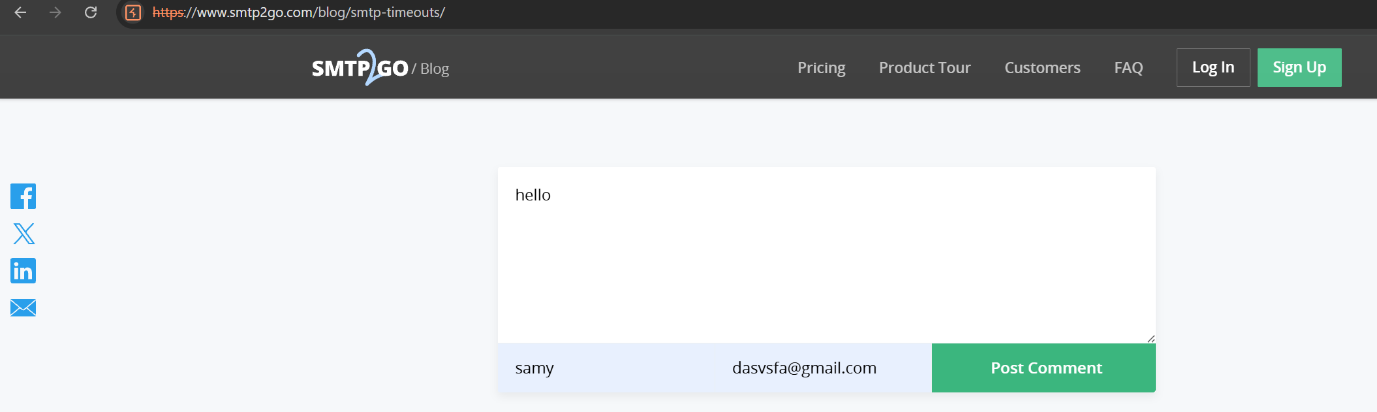 https://www.smtp2go.com/blog/smtp-timeouts/
SMTP2GO / Blog Pricing Product Tour Customers FAQ Log In Sign Up
hello
samy dasvsfa@gmail.com Post Comment